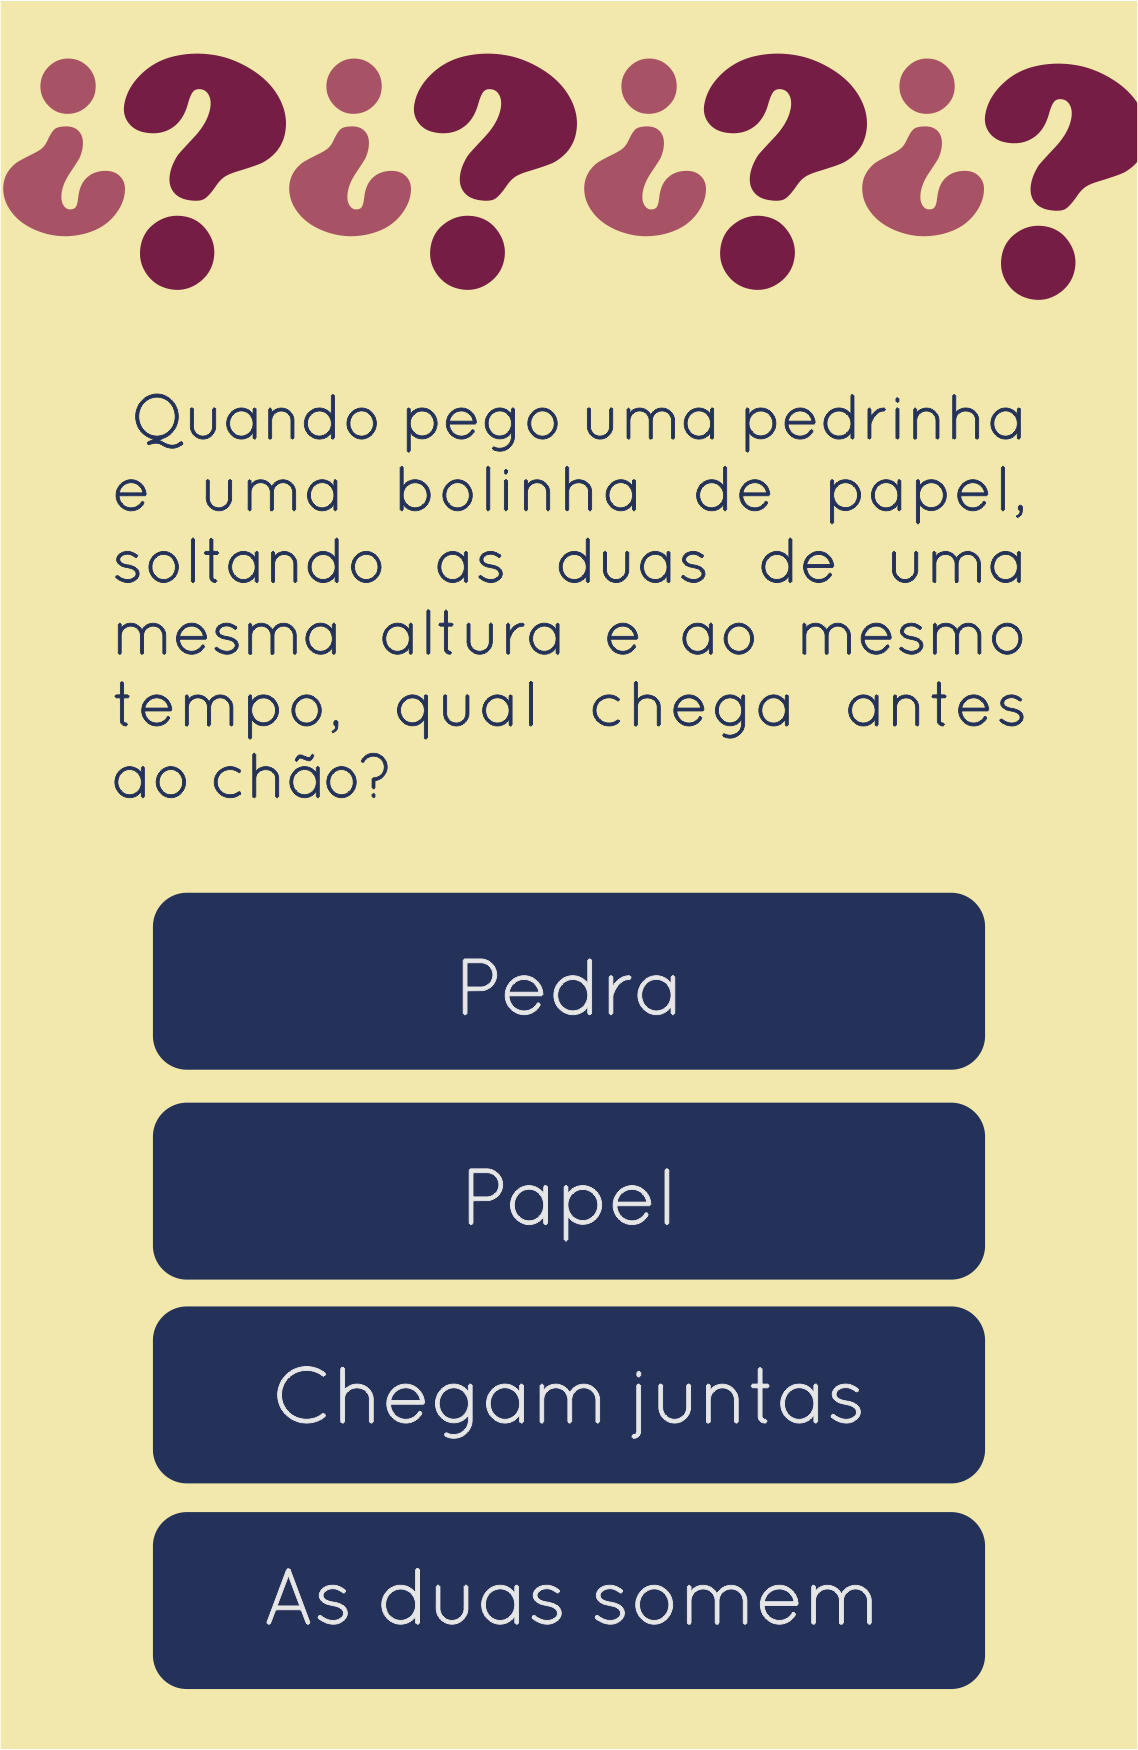 ¿?¿?¿?¿?
Quando pego uma pedrinha
e uma bolinha de papel,
soltando as duas de uma
mesma altura e ao mesmo
tempo, qual chega antes
ao chão?
Pedra
Papel
Chegam juntas
As duas somem